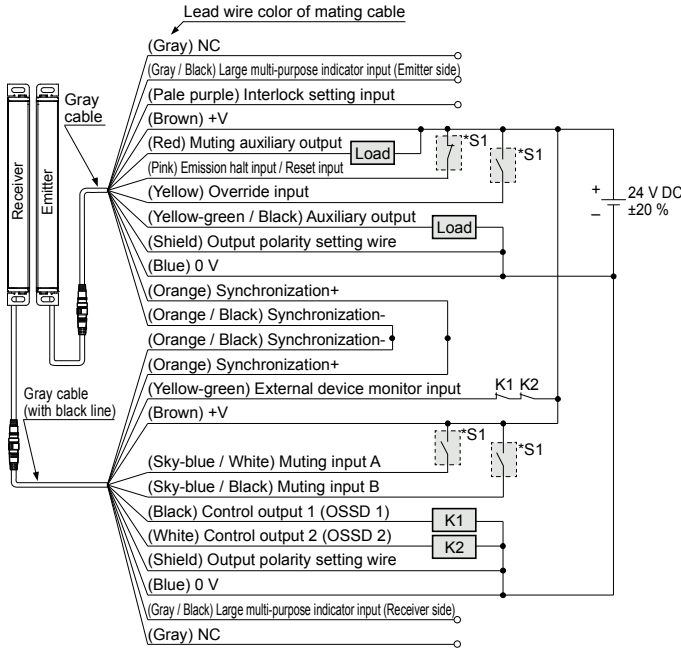 Lead wire color of mating cable
(Gray) NC
(Gray / Black) Large multi-purpose indicator input (Emitter side)
(Pale purple) Interlock setting input
(Brown) +V
(Red) Muting auxiliary output
Load
*S1
*S1
(Pink) Emission halt input / Reset input
(Yellow) Override input
(Yellow-green / Black) Auxiliary output
Load
(Shield) Output polarity setting wire
(Blue) 0 V
(Orange) Synchronization+
(Orange / Black) Synchronization-
(Orange / Black) Synchronization-
(Orange) Synchronization+
(Yellow-green) External device monitor input
K1 K2
(Brown) +V
*S1
*S1
(Sky-blue / White) Muting input A
(Sky-blue / Black) Muting input B
(Black) Control output 1 (OSSD 1)
K1
(White) Control output 2 (OSSD 2)
K2
(Shield) Output polarity setting wire
(Blue) 0 V
(Gray / Black) Large multi-purpose indicator input (Receiver side)
(Gray) NC
Gray
cable
Receiver
Emitter
Gray cable
(with black line)
+
–
24 V DC
±20 %